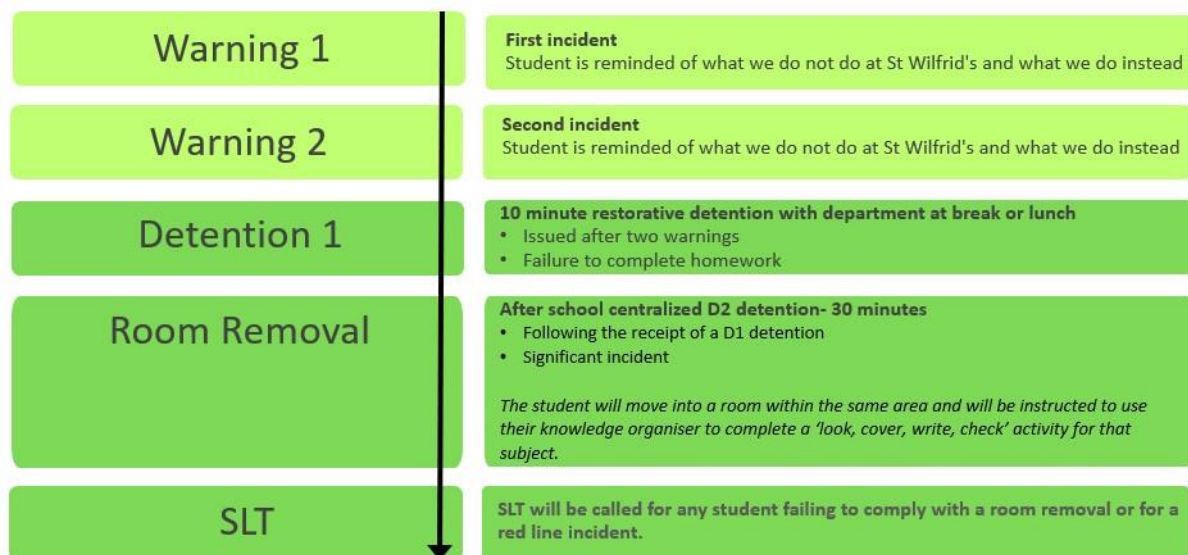 Warning 1
First incident
Student is reminded of what we do not do at St Wilfrid's and what we do instead
Warning 2
Second incident
Student is reminded of what we do not do at St Wilfrid's and what we do instead
Detention 1
10 minute restorative detention with department at break or lunch
• Issued after two warnings
• Failure to complete homework
Room Removal
After school centralized D2 detention- 30 minutes
• Following the receipt of a D1 detention
• Significant incident
The student will move into a room within the same area and will be instructed to use
their knowledge organiser to complete a ‘look, cover, write, check’ activity for that
subject.
SLT
SLT will be called for any student failing to comply with a room removal or for a
red line incident.